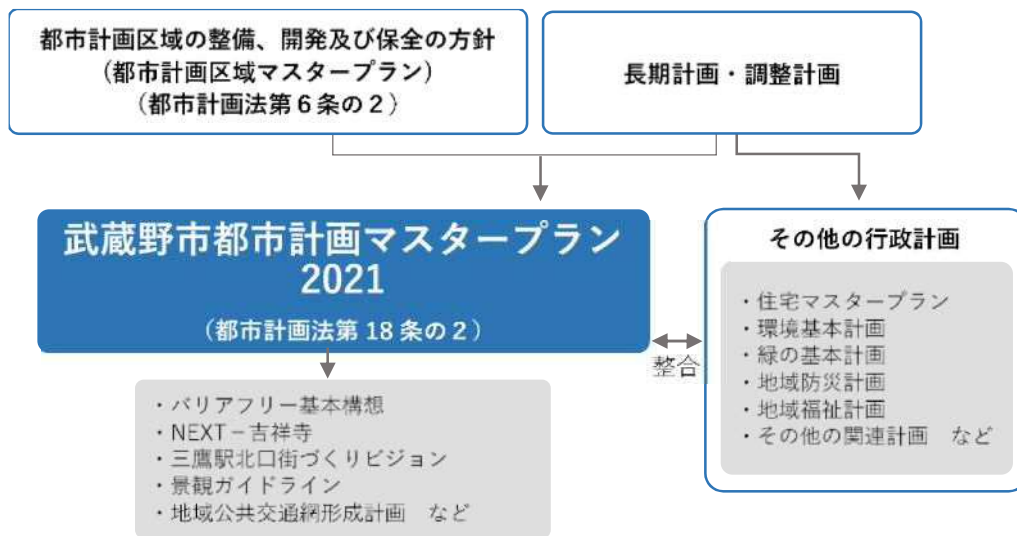 都市計画区域の整備、開発及び保全の方針
（都市計画区域マスタープラン）
（都市計画法第６条の２）
長期計画・調整計画
武蔵野市都市計画マスタープラン
2021
（都市計画法第 18 条の２）
整合
その他の行政計画
・住宅マスタープラン
・環境基本計画
・緑の基本計画
・地域防災計画
・地域福祉計画
・その他の関連計画　など
・バリアフリー基本構想
・NEXT－吉祥寺
・三鷹駅北口街づくりビジョン
・景観ガイドライン
・地域公共交通網形成計画　など